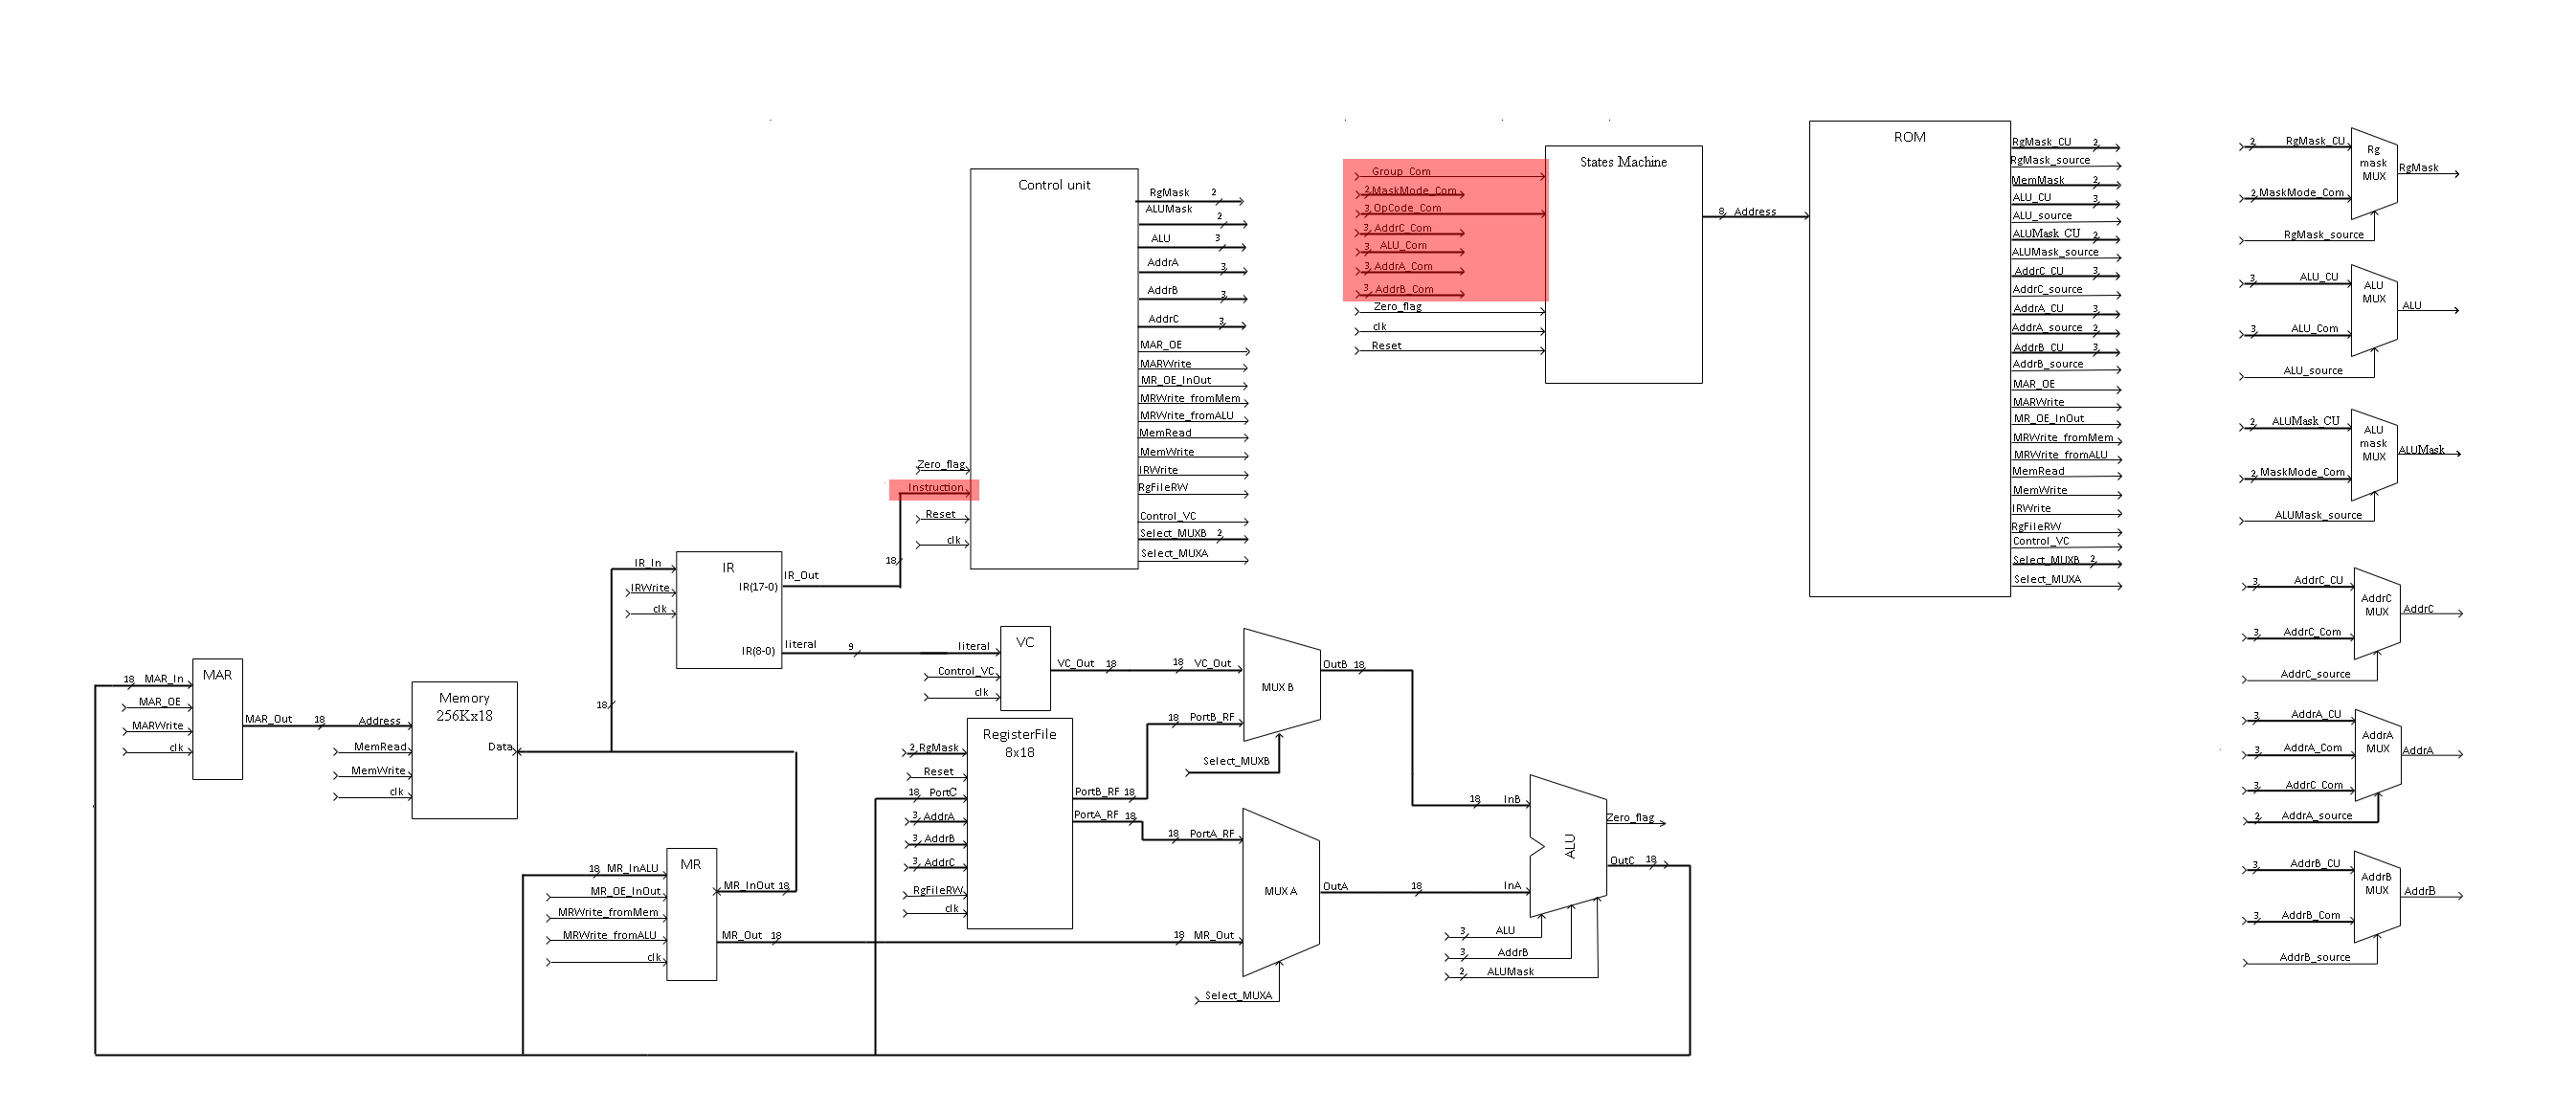 MAR
18 MAR_In
MAR_OE
MARWrite
clk
MAR_Out 18
Memory
256Kx18
Address
MemRead
MemWrite
clk
Data
18
IR
IR_In
IRWrite
clk
IR(17-0)
IR_Out
IR(8-0)
literal 9
18
MR
18 MR_InALU
MR_OE_InOut
MRWrite_fromMem
MRWrite_fromALU
clk
MR_InOut 18
MR_Out 18
Control unit
Zero_flag
Instruction
Reset
clk
RgMask 2
ALUMask 2
ALU 3
AddrA 3
AddrB 3
AddrC 3
MAR_OE
MARWrite
MR_OE_InOut
MRWrite_fromMem
MRWrite_fromALU
MemRead
MemWrite
IRWrite
RgFileRW
Control_VC
Select_MUXB 2
Select_MUXA
VC
literal
Control_VC
clk
VC_Out 18
RegisterFile
8x18
2 RgMask
Reset
18 PortC
3 AddrA
3 AddrB
3 AddrC
RgFileRW
clk
PortB_RF 18
PortA_RF 18
MUX B
18 VC_Out
18 PortB_RF
Select_MUXB
OutB 18
MUX A
18 PortA_RF
18 MR_Out
Select_MUXA
OutA 18
ALU
18 InB
InA
3 ALU
3 AddrB
2 ALUMask
Zero_flag
OutC 18
States Machine
Group_Com
2 MaskMode_Com
3 OpCode_Com
3 AddrC_Com
3 ALU_Com
3 AddrA_Com
3 AddrB_Com
Zero_flag
clk
Reset
8 Address
ROM
RgMask_CU 2
RgMask_source
MemMask 2
ALU_CU 3
ALU_source
ALUMask_CU 2
ALUMask_source
AddrC_CU 3
AddrC_source
AddrA_CU 3
AddrA_source 2
AddrB_CU 3
AddrB_source
MAR_OE
MARWrite
MR_OE_InOut
MRWrite_fromMem
MRWrite_fromALU
MemRead
MemWrite
IRWrite
RgFileRW
Control_VC
Select_MUXB 2
Select_MUXA
2 RgMask_CU
2 MaskMode_Com
RgMask_source
Rg
mask
MUX
RgMask
3 ALU_CU
3 ALU_Com
ALU_source
ALU
MUX
ALU
2 ALUMask_CU
2 MaskMode_Com
ALUMask_source
ALU
mask
MUX
ALUMask
3 AddrC_CU
3 AddrC_Com
AddrC_source
AddrC
MUX
AddrC
3 AddrA_CU
3 AddrA_Com
3 AddrC_Com
2 AddrA_source
AddrA
MUX
AddrA
3 AddrB_CU
3 AddrB_Com
AddrB_source
AddrB
MUX
AddrB